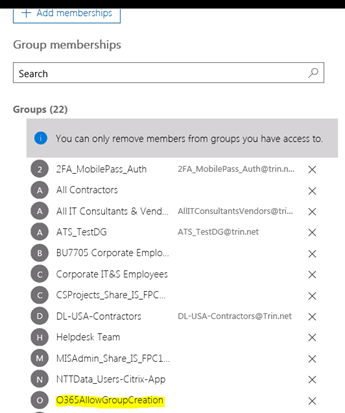 + Add memberships
Group memberships
Search
Groups (22)
i You can only remove members from groups you have access to.
2 2FA_MobilePass_Auth 2FA_MobilePass_Auth@trin.n...
A All Contractors
A All IT Consultants & Vend... AllITConsultantsVendors@tri...
A ATS_TestDG ATS_TestDG@trin.net
B BU7705 Corporate Emplo...
C Corporate IT&S Employees
C CSProjects_Share_IS_FPC...
D DL-USA-Contractors DL-USA-Contractors@Trin.net
H Helpdesk Team
M MISAdmin_Share_IS_FPC1...
N NTTData_Users-Citrix-App
O O365AllowGroupCreation